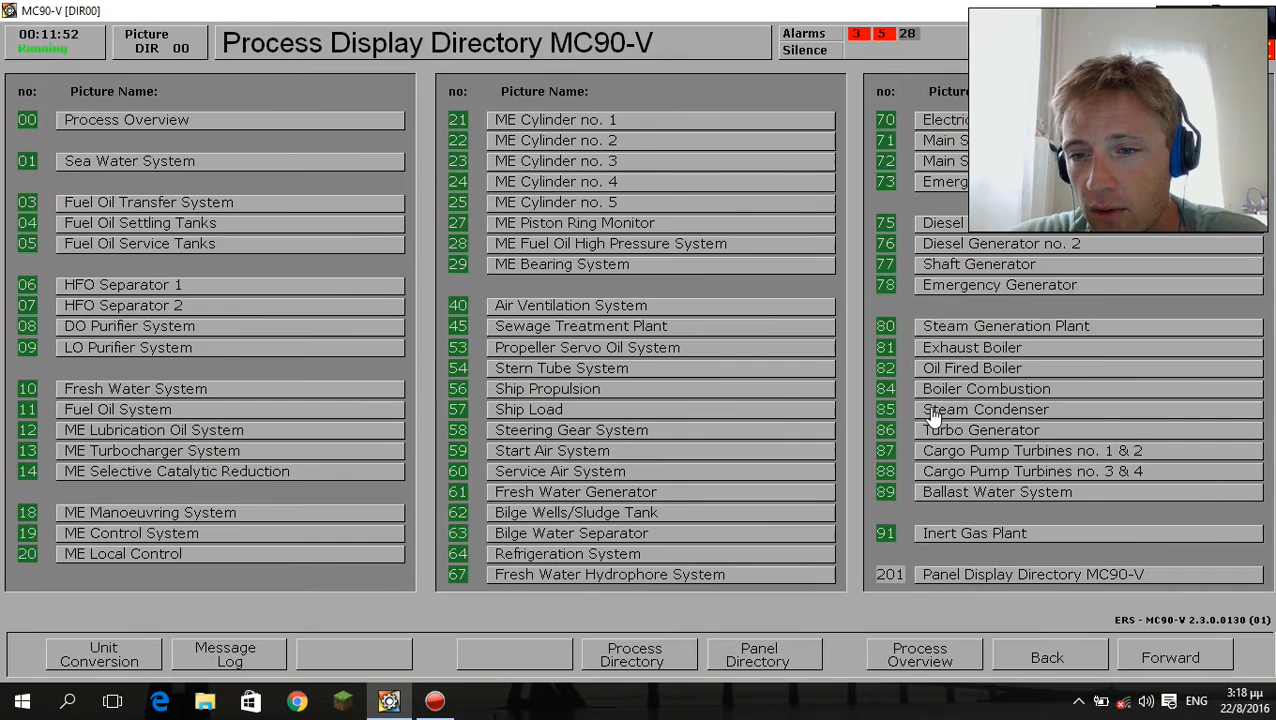 MC90-V [DIR00]
00:11:52
Running
Picture
DIR 00
Process Display Directory MC90-V
Alarms
Silence
3 5 28
no: Picture Name:
00 Process Overview
01 Sea Water System
03 Fuel Oil Transfer System
04 Fuel Oil Settling Tanks
05 Fuel Oil Service Tanks
06 HFO Separator 1
07 HFO Separator 2
08 DO Purifier System
09 LO Purifier System
10 Fresh Water System
11 Fuel Oil System
12 ME Lubrication Oil System
13 ME Turbocharger System
14 ME Selective Catalytic Reduction
18 ME Manoeuvring System
19 ME Control System
20 ME Local Control
no: Picture Name:
21 ME Cylinder no. 1
22 ME Cylinder no. 2
23 ME Cylinder no. 3
24 ME Cylinder no. 4
25 ME Cylinder no. 5
27 ME Piston Ring Monitor
28 ME Fuel Oil High Pressure System
29 ME Bearing System
40 Air Ventilation System
45 Sewage Treatment Plant
53 Propeller Servo Oil System
54 Stern Tube System
56 Ship Propulsion
57 Ship Load
58 Steering Gear System
59 Start Air System
60 Service Air System
61 Fresh Water Generator
62 Bilge Wells/Sludge Tank
63 Bilge Water Separator
64 Refrigeration System
67 Fresh Water Hydrophore System
no:
70
71 Main
72 Main
73
75 Diesel
76 Diesel Generator no. 2
77 Shaft Generator
78 Emergency Generator
80 Steam Generation Plant
81 Exhaust Boiler
82 Oil Fired Boiler
84 Boiler Combustion
85 Steam Condenser
86 Turbo Generator
87 Cargo Pump Turbines no. 1 & 2
88 Cargo Pump Turbines no. 3 & 4
89 Ballast Water System
91 Inert Gas Plant
201 Panel Display Directory MC90-V
ERS - MC90-V 2.3.0.0130 (01)
Unit
Conversion
Message
Log
Process
Directory
Panel
Directory
Process
Overview
Back
Forward
ΕΝG
3:18 μμ
22/8/2016